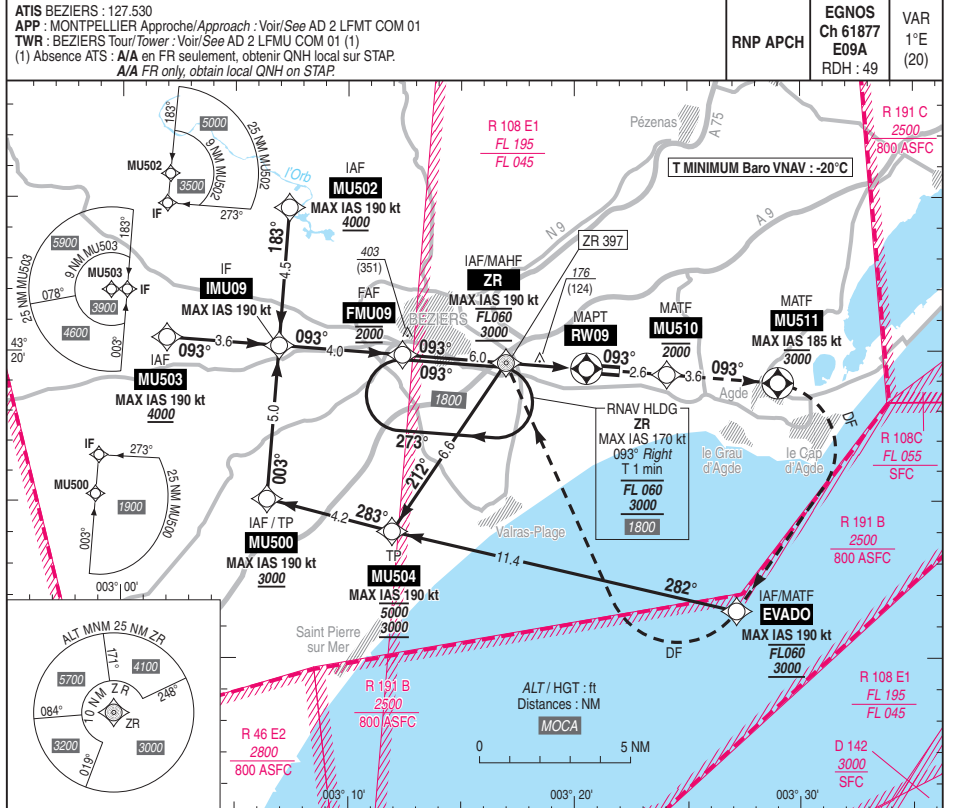 ATIS BEZIERS : 127.530
APP : MONTPELLIER Approche/Approach : Voir/See AD 2 LFMT COM 01
TWR : BEZIERS Tour/Tower : Voir/See AD 2 LFMU COM 01 (1)
(1) Absence ATS : A/A en FR seulement, obtenir QNH local sur STAP.
A/A FR only, obtain local QNH on STAP.
RNP APCH
EGNOS
Ch 61877
E09A
RDH : 49
VAR
1°E
(20)
183°
5000
25 NM MU502
9 NM MU502
MU502
3500
IF
273°
l'Orb
IAF
MU502
MAX IAS 190 kt
4000
183°
4.5
R 108 E1
FL 195
FL 045
Pézenas
A 75
R 191 C
2500
800 ASFC
T MINIMUM Baro VNAV : -20°C
N 9
A 9
5900
183°
9 NM MU503
25 NM MU503
MU503
IF
078°
3900
4600
003°
43°
20'
IF
IMU09
MAX IAS 190 kt
403
(351)
FAF
FMU09
2000
BEZIERS
IAF/MAHF
ZR
MAX IAS 190 kt
FL060
3000
ZR 397
176
(124)
MAPT
RW09
MATF
MU510
2000
MATF
MU511
MAX IAS 185 kt
3000
093°
3.6
093°
4.0
093°
6.0
093°
093°
2.6
3.6
093°
IAF
MU503
MAX IAS 190 kt
4000
Agde
DF
1800
273°
RNAV HLDG
ZR
MAX IAS 170 kt
093° Right
T 1 min
FL 060
3000
1800
le Grau
d'Agde
le Cap
d'Agde
R 108C
FL 055
SFC
5.0
003°
212°
6.6
IF
273°
MU500
1900
25 NM MU500
003°
003° 00'
IAF / TP
MU500
MAX IAS 190 kt
3000
4.2
283°
Valras-Plage
R 191 B
2500
800 ASFC
TP
MU504
MAX IAS 190
5000
3000
11.4
282°
IAF/MATF
EVADO
MAX IAS 190 kt
FL060
3000
DF
Saint Pierre
sur Mer
ALT MNM 25 NM ZR
171°
4100
5700
10 NM ZR
248°
084°
ZR
3200
3000
019°
R 191 B
2500
800 ASFC
R 46 E2
2800
800 ASFC
ALT / HGT : ft
Distances : NM
MOCA
0
5 NM
R 108 E1
FL 195
FL 045
D 142
3000
SFC
003° 10'
003° 20'
003° 30'